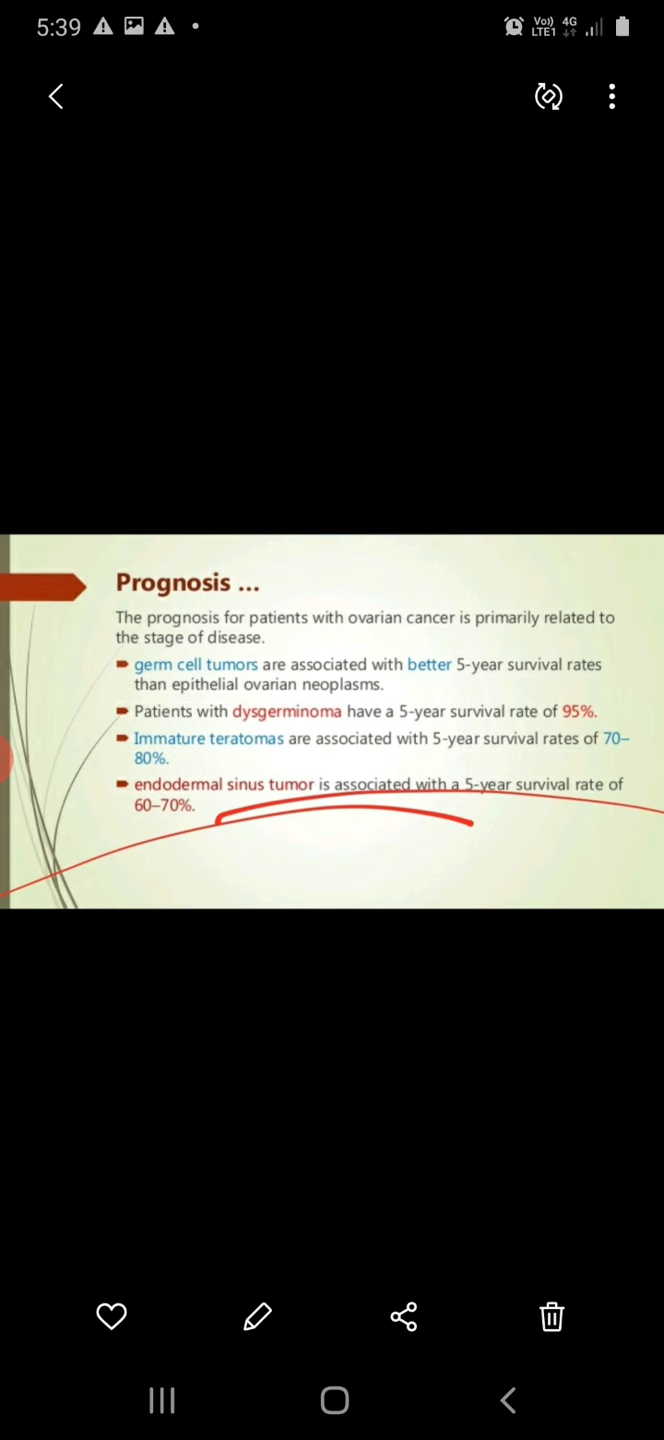 5:39
Vo)) 4G
LTE1
Prognosis ...
The prognosis for patients with ovarian cancer is primarily related to
the stage of disease.
germ cell tumors are associated with better 5-year survival rates
than epithelial ovarian neoplasms.
Patients with dysgerminoma have a 5-year survival rate of 95%.
Immature teratomas are associated with 5-year survival rates of 70–
80%.
endodermal sinus tumor is associated with a 5-year survival rate of
60–70%.